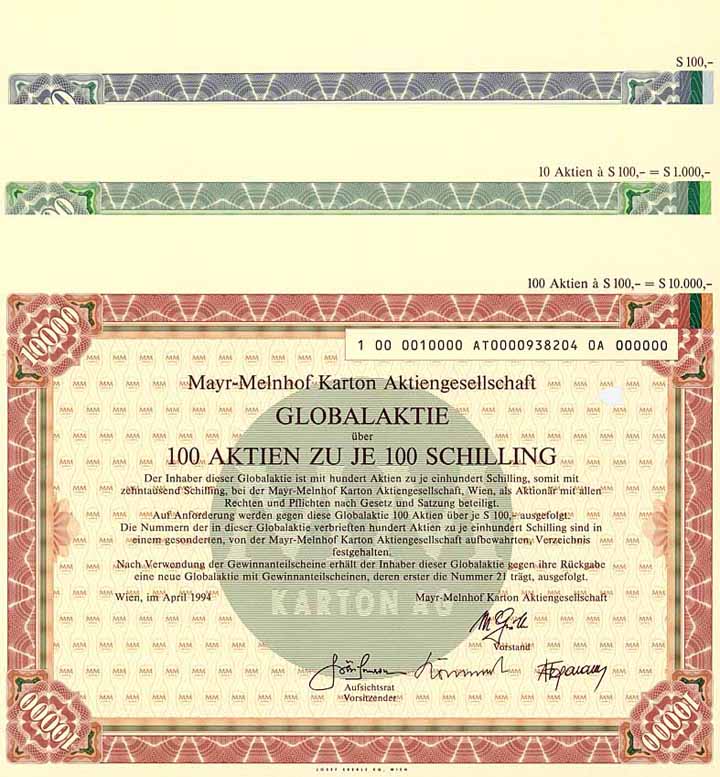 S 100,–
10 Aktien à S 100,– = S 1.000,–
100 Aktien à S 100,– = S 10.000,–
10000
1 00 0010000 AT0000938204 0A 000000
Mayr-Melnhof Karton Aktiengesellschaft
GLOBALAKTIE
über
100 AKTIEN ZU JE 100 SCHILLING
Der Inhaber dieser Globalaktie ist mit hundert Aktien zu je einhundert Schilling, somit mit
zehntausend Schilling, bei der Mayr-Melnhof Karton Aktiengesellschaft, Wien, als Aktionär mit allen
Rechten und Pflichten nach Gesetz und Satzung beteiligt.
Auf Anforderung werden gegen diese Globalaktie 100 Aktien über je S 100,– ausgefolgt.
Die Nummern der in dieser Globalaktie verbrieften hundert Aktien zu je einhundert Schilling sind in
einem gesonderten, von der Mayr-Melnhof Karton Aktiengesellschaft aufbewahrten, Verzeichnis
festgehalten.
Nach Verwendung der Gewinnanteilscheine erhält der Inhaber dieser Globalaktie gegen ihre Rückgabe
eine neue Globalaktie mit Gewinnanteilscheinen, deren erster die Nummer 21 trägt, ausgefolgt.
Wien, im April 1994 Mayr-Melnhof Karton Aktiengesellschaft
KARTON AG
Vorstand
Aufsichtsrat
Vorsitzender
10000 10000
JOSEF EBERLE KG, WIEN